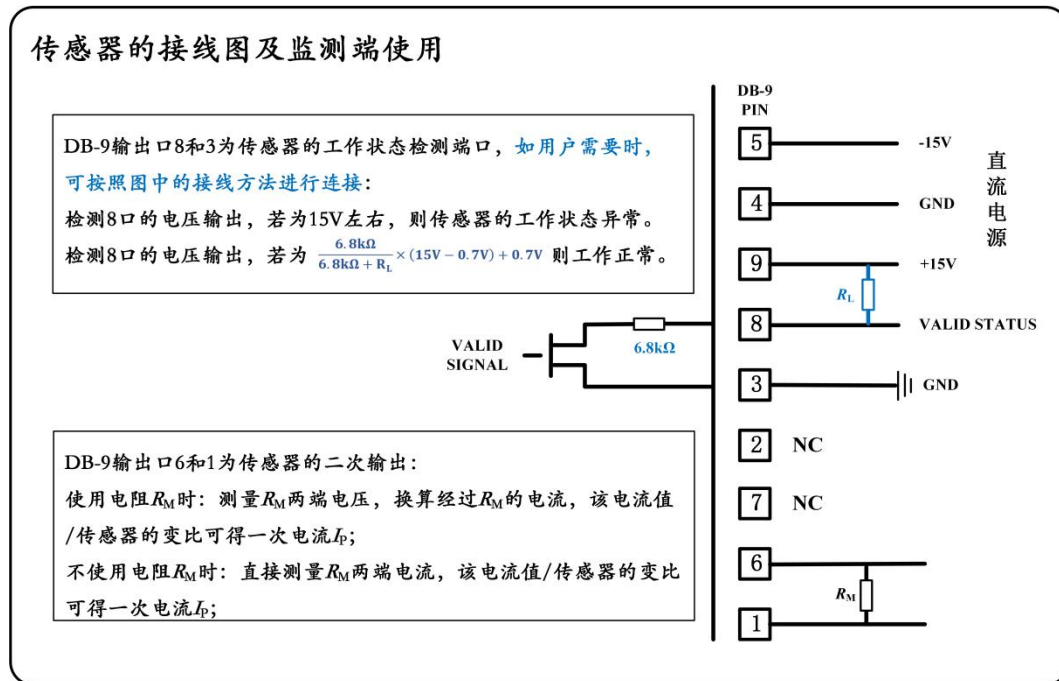 传感器的接线图及监测端使用
DB-9输出口8和3为传感器的工作状态检测端口，如用户需要时，
可按照图中的接线方法进行连接：
检测8口的电压输出，若为15V左右，则传感器的工作状态异常。
检测8口的电压输出，若为 6.8kΩ/(6.8kΩ + R_L) × (15V − 0.7V) + 0.7V 则工作正常。
VALID
SIGNAL
6.8kΩ
DB-9输出口6和1为传感器的二次输出：
使用电阻R_M时：测量R_M两端电压，换算经过R_M的电流，该电流值
/传感器的变比可得一次电流I_P；
不使用电阻R_M时：直接测量R_M两端电流，该电流值/传感器的变比
可得一次电流I_P；
DB-9
PIN
5 -15V
4 GND
9 +15V
R_L
8 VALID STATUS
3 GND
2 NC
7 NC
6
R_M
1
直流电源